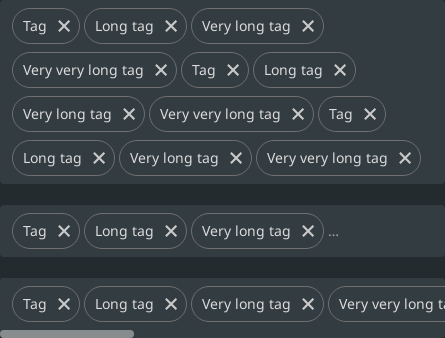 Tag Long tag Very long tag
Very very long tag Tag Long tag
Very long tag Very very long tag Tag
Long tag Very long tag Very very long tag
Tag Long tag Very long tag ...
Tag Long tag Very long tag Very very long ta